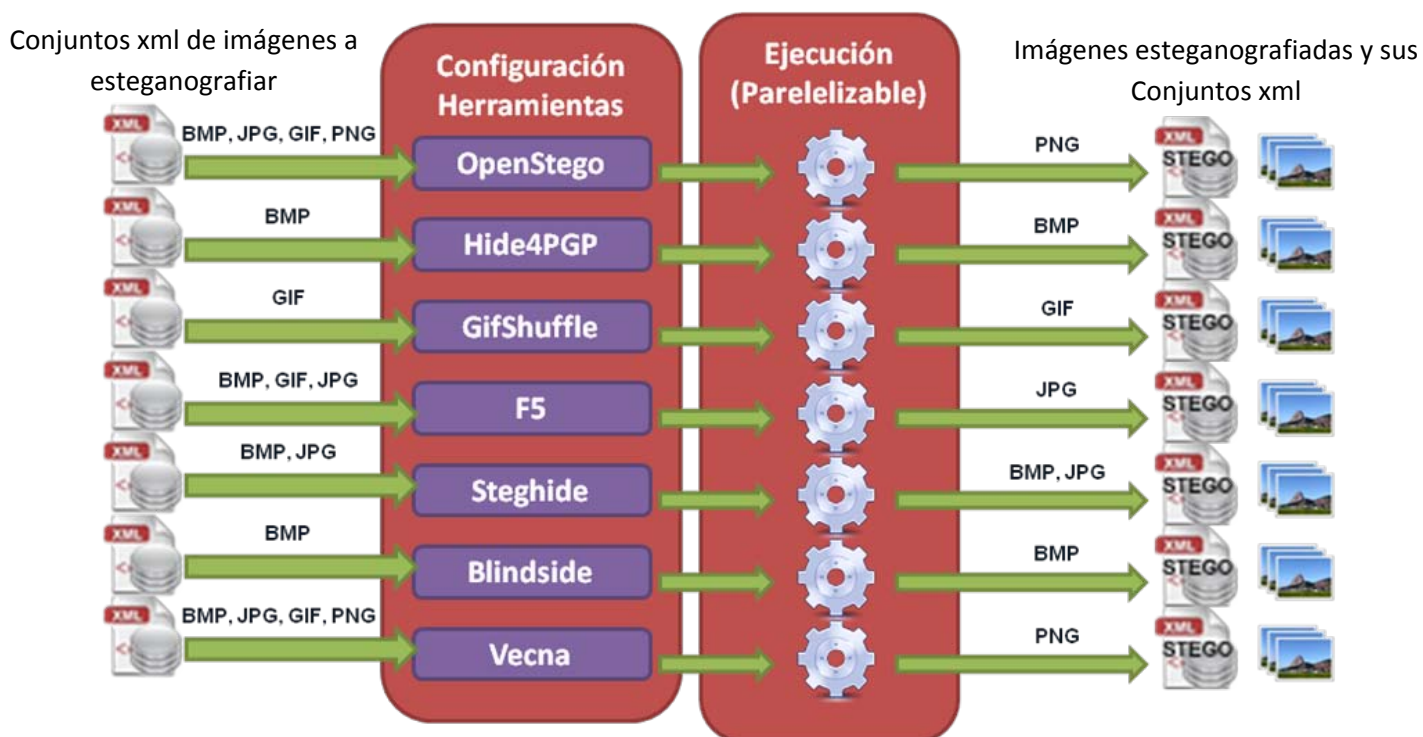 Conjuntos xml de imágenes a
esteganografiar
Configuración
Herramientas
Ejecución
(Parelelizable)
Imágenes esteganografiadas y sus
Conjuntos xml
XML
BMP, JPG, GIF, PNG
OpenStego
PNG
XML
STEGO
XML
BMP
Hide4PGP
BMP
XML
STEGO
XML
GIF
GifShuffle
GIF
XML
STEGO
XML
BMP, GIF, JPG
F5
JPG
XML
STEGO
XML
BMP, JPG
Steghide
BMP, JPG
XML
STEGO
XML
BMP
Blindside
BMP
XML
STEGO
XML
BMP, JPG, GIF, PNG
Vecna
PNG
XML
STEGO